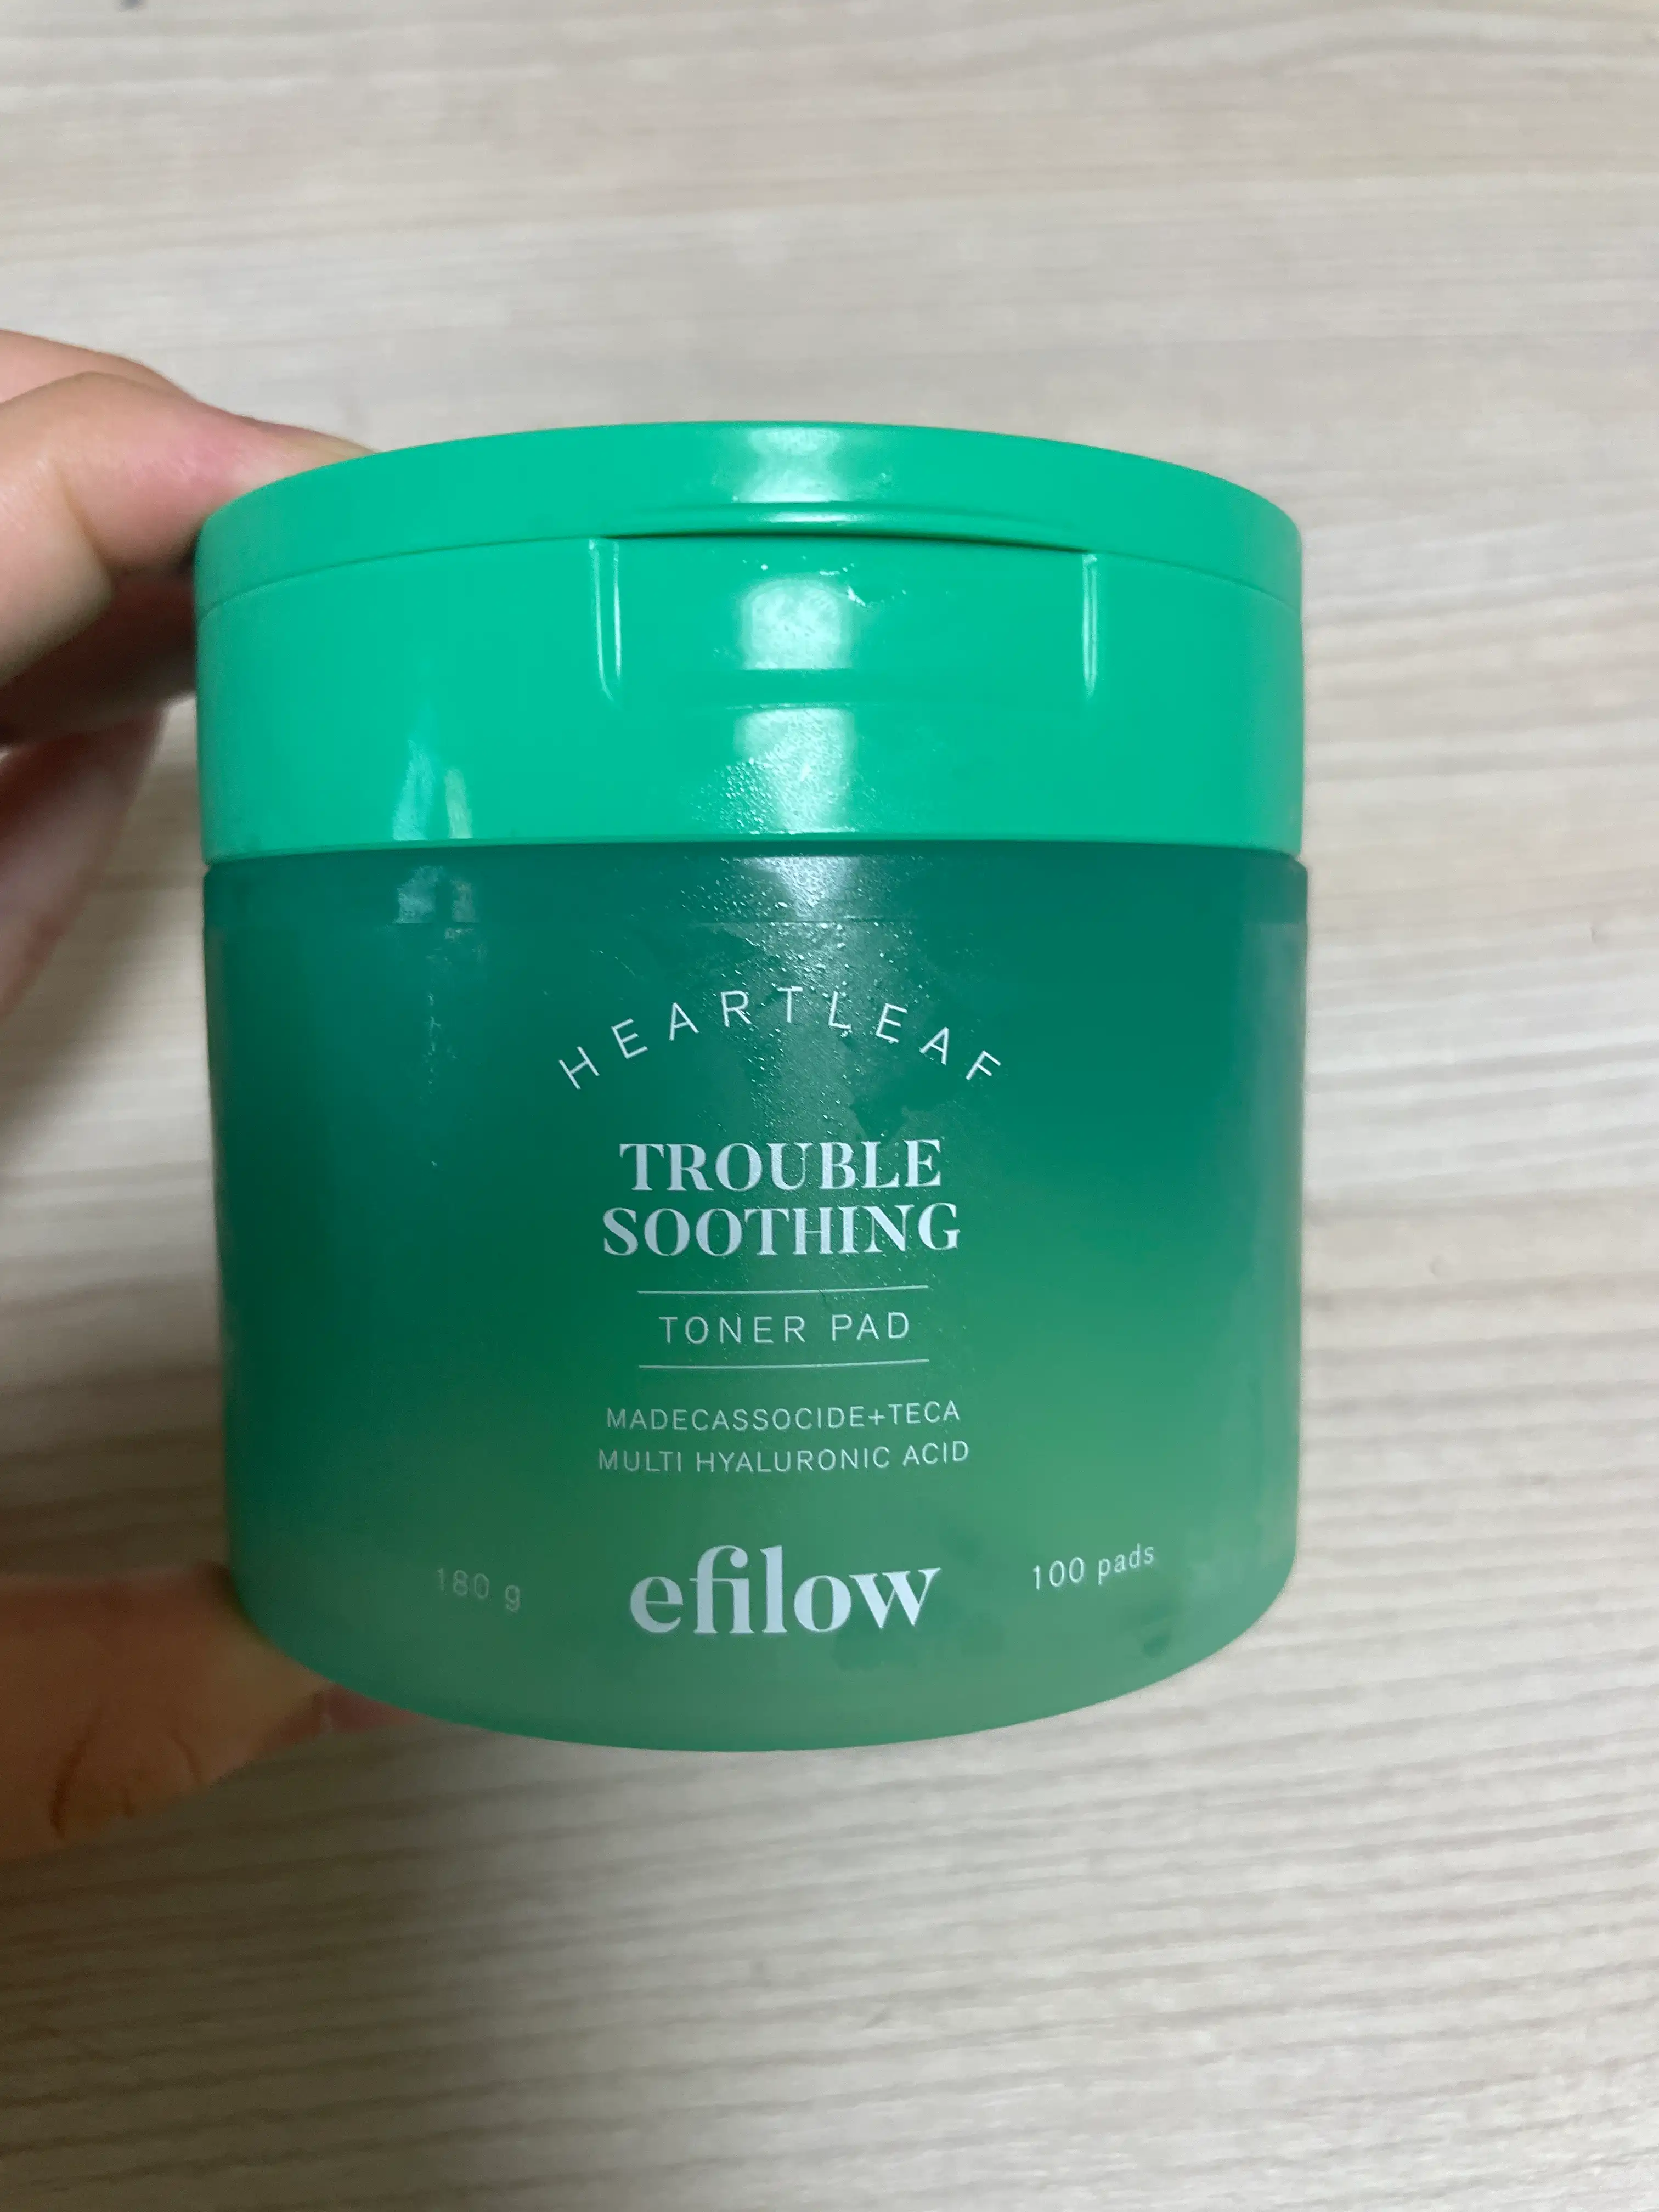 HEARTLEAF
TROUBLE
SOOTHING
TONER PAD
MADECASSOCIDE+TECA
MULTI HYALURONIC ACID
180 g
efilow
100 pads